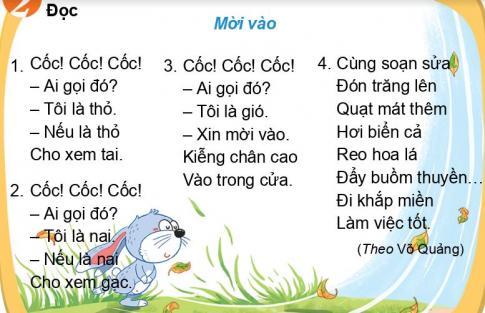 2 Đọc
Mời vào
1. Cốc! Cốc! Cốc!
– Ai gọi đó?
– Tôi là thỏ.
– Nếu là thỏ
Cho xem tai.
2. Cốc! Cốc! Cốc!
– Ai gọi đó?
– Tôi là nai
– Nếu là nai
Cho xem gạc.
3. Cốc! Cốc! Cốc!
– Ai gọi đó?
– Tôi là gió.
– Xin mời vào.
Kiễng chân cao
Vào trong cửa.
4. Cùng soạn sửa
Đón trăng lên
Quạt mát thêm
Hơi biển cả
Reo hoa lá
Đẩy buồm thuyền...
Đi khắp miền
Làm việc tốt.
(Theo Võ Quảng)